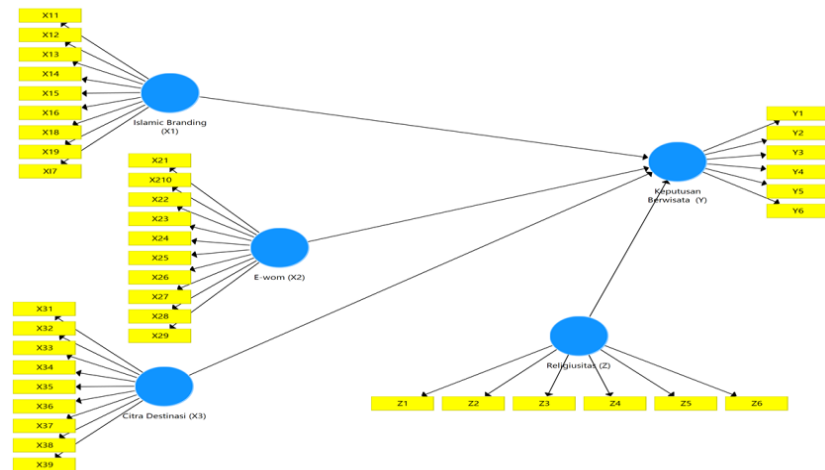 X11
X12
X13
X14
X15
X16
X18
X19
XI7
Islamic Branding
(X1)
X21
X210
X22
X23
X24
X25
X26
X27
X28
X29
E-wom (X2)
X31
X32
X33
X34
X35
X36
X37
X38
X39
Citra Destinasi (X3)
Y1
Y2
Y3
Y4
Y5
Y6
Keputusan
Berwisata (Y)
Religiusitas (Z)
Z1
Z2
Z3
Z4
Z5
Z6